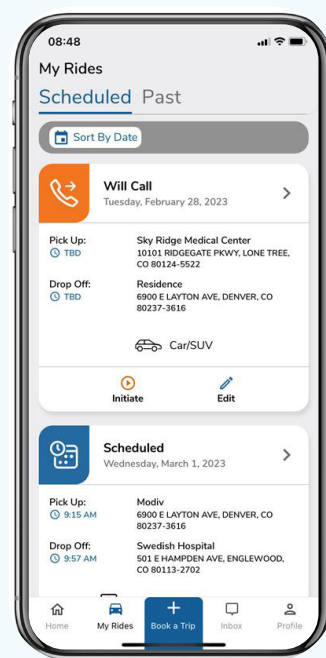 08:48
My Rides
Scheduled Past
Sort By Date
Will Call
Tuesday, February 28, 2023
Pick Up:
TBD
Sky Ridge Medical Center
10101 RIDGEGATE PKWY, LONE TREE,
CO 80124-5522
Drop Off:
TBD
Residence
6900 E LAYTON AVE, DENVER, CO
80237-3616
Car/SUV
Initiate Edit
Scheduled
Wednesday, March 1, 2023
Pick Up:
9:15 AM
Modiv
6900 E LAYTON AVE, DENVER, CO
80237-3616
Drop Off:
9:57 AM
Swedish Hospital
501 E HAMPDEN AVE, ENGLEWOOD,
CO 80113-2702
Home My Rides Book a Trip Inbox Profile